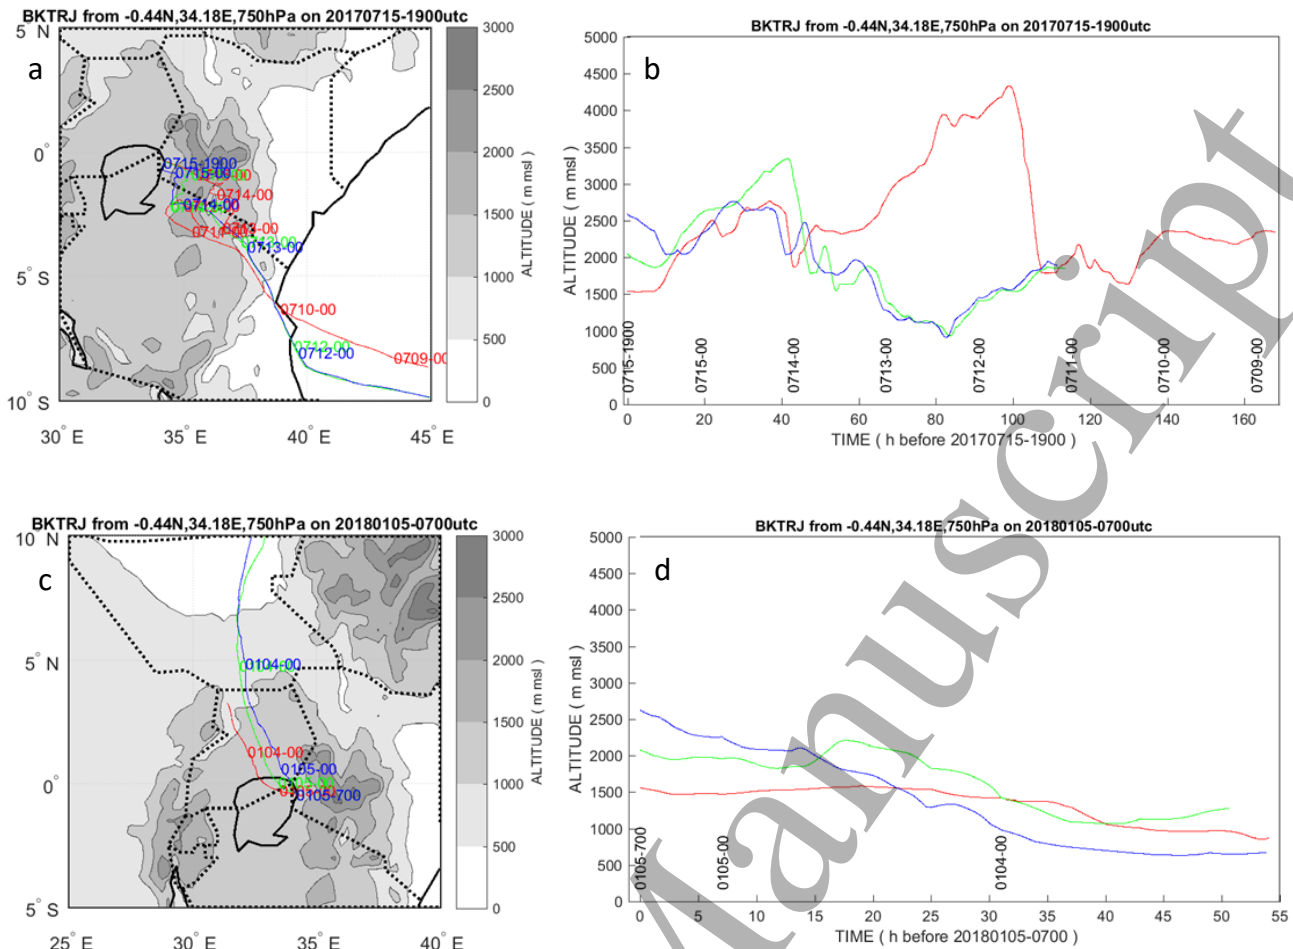 BKTRJ from -0.44N,34.18E,750hPa on 20170715-1900utc
a
5° N
0°
5° S
10° S
30° E
35° E
40° E
45° E
0715-1900
0715-00
0714-00
0714-00
0713-00
0713-00
0710-00
0712-00
0712-00
0709-00
3000
2500
2000
1500
1000
500
0
ALTITUDE ( m msl )
BKTRJ from -0.44N,34.18E,750hPa on 20170715-1900utc
b
5000
4500
4000
3500
3000
2500
2000
1500
1000
500
0
ALTITUDE ( m msl )
0715-1900
0715-00
0714-00
0713-00
0712-00
0711-00
0710-00
0709-00
0 20 40 60 80 100 120 140 160
TIME ( h before 20170715-1900 )
BKTRJ from -0.44N,34.18E,750hPa on 20180105-0700utc
c
10° N
5° N
0°
5° S
25° E
30° E
35° E
40° E
0104-00
0104-00
0104-00
0105-00
0105-00
0105-700
3000
2500
2000
1500
1000
500
0
ALTITUDE ( m msl )
BKTRJ from -0.44N,34.18E,750hPa on 20180105-0700utc
d
5000
4500
4000
3500
3000
2500
2000
1500
1000
500
0
ALTITUDE ( m msl )
0105-700
0105-00
0104-00
0 5 10 15 20 25 30 35 40 45 50 55
TIME ( h before 20180105-0700 )
Manuscript